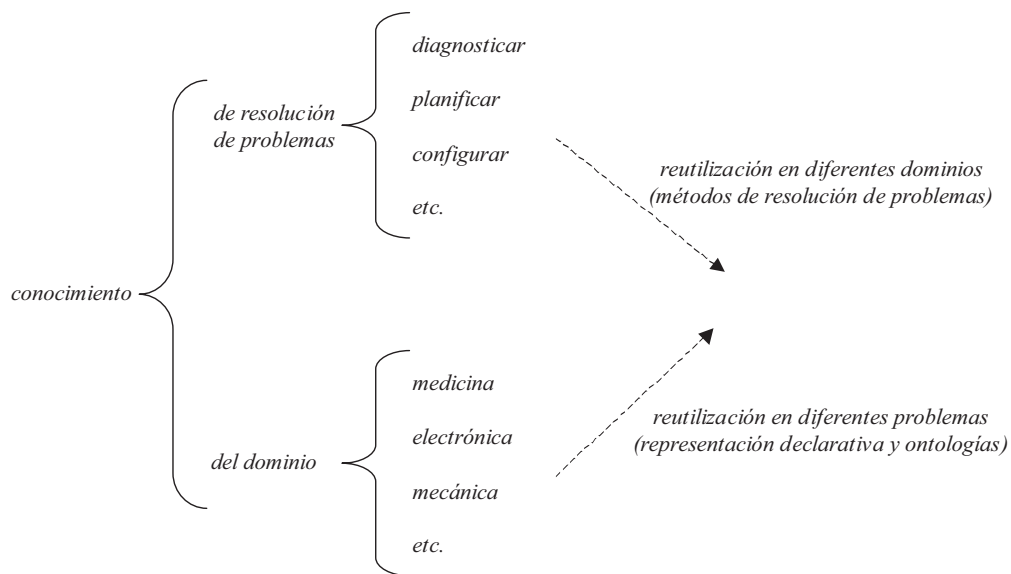 conocimiento
de resolución
de problemas
diagnosticar
planificar
configurar
etc.
reutilización en diferentes dominios
(métodos de resolución de problemas)
del dominio
medicina
electrónica
mecánica
etc.
reutilización en diferentes problemas
(representación declarativa y ontologías)